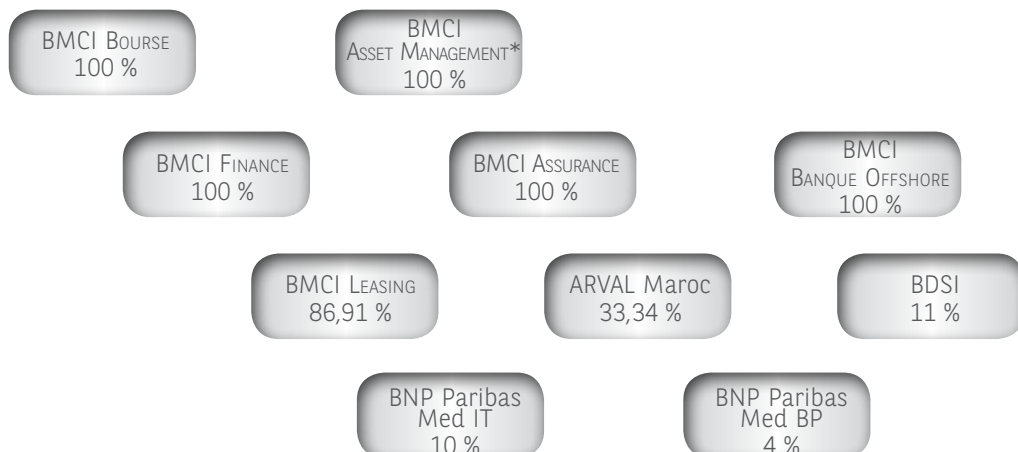 BMCI BOURSE
100 %
BMCI
ASSET MANAGEMENT*
100 %
BMCI FINANCE
100 %
BMCI ASSURANCE
100 %
BMCI
BANQUE OFFSHORE
100 %
BMCI LEASING
86,91 %
ARVAL Maroc
33,34 %
BDSI
11 %
BNP Paribas
Med IT
10 %
BNP Paribas
Med BP
4 %